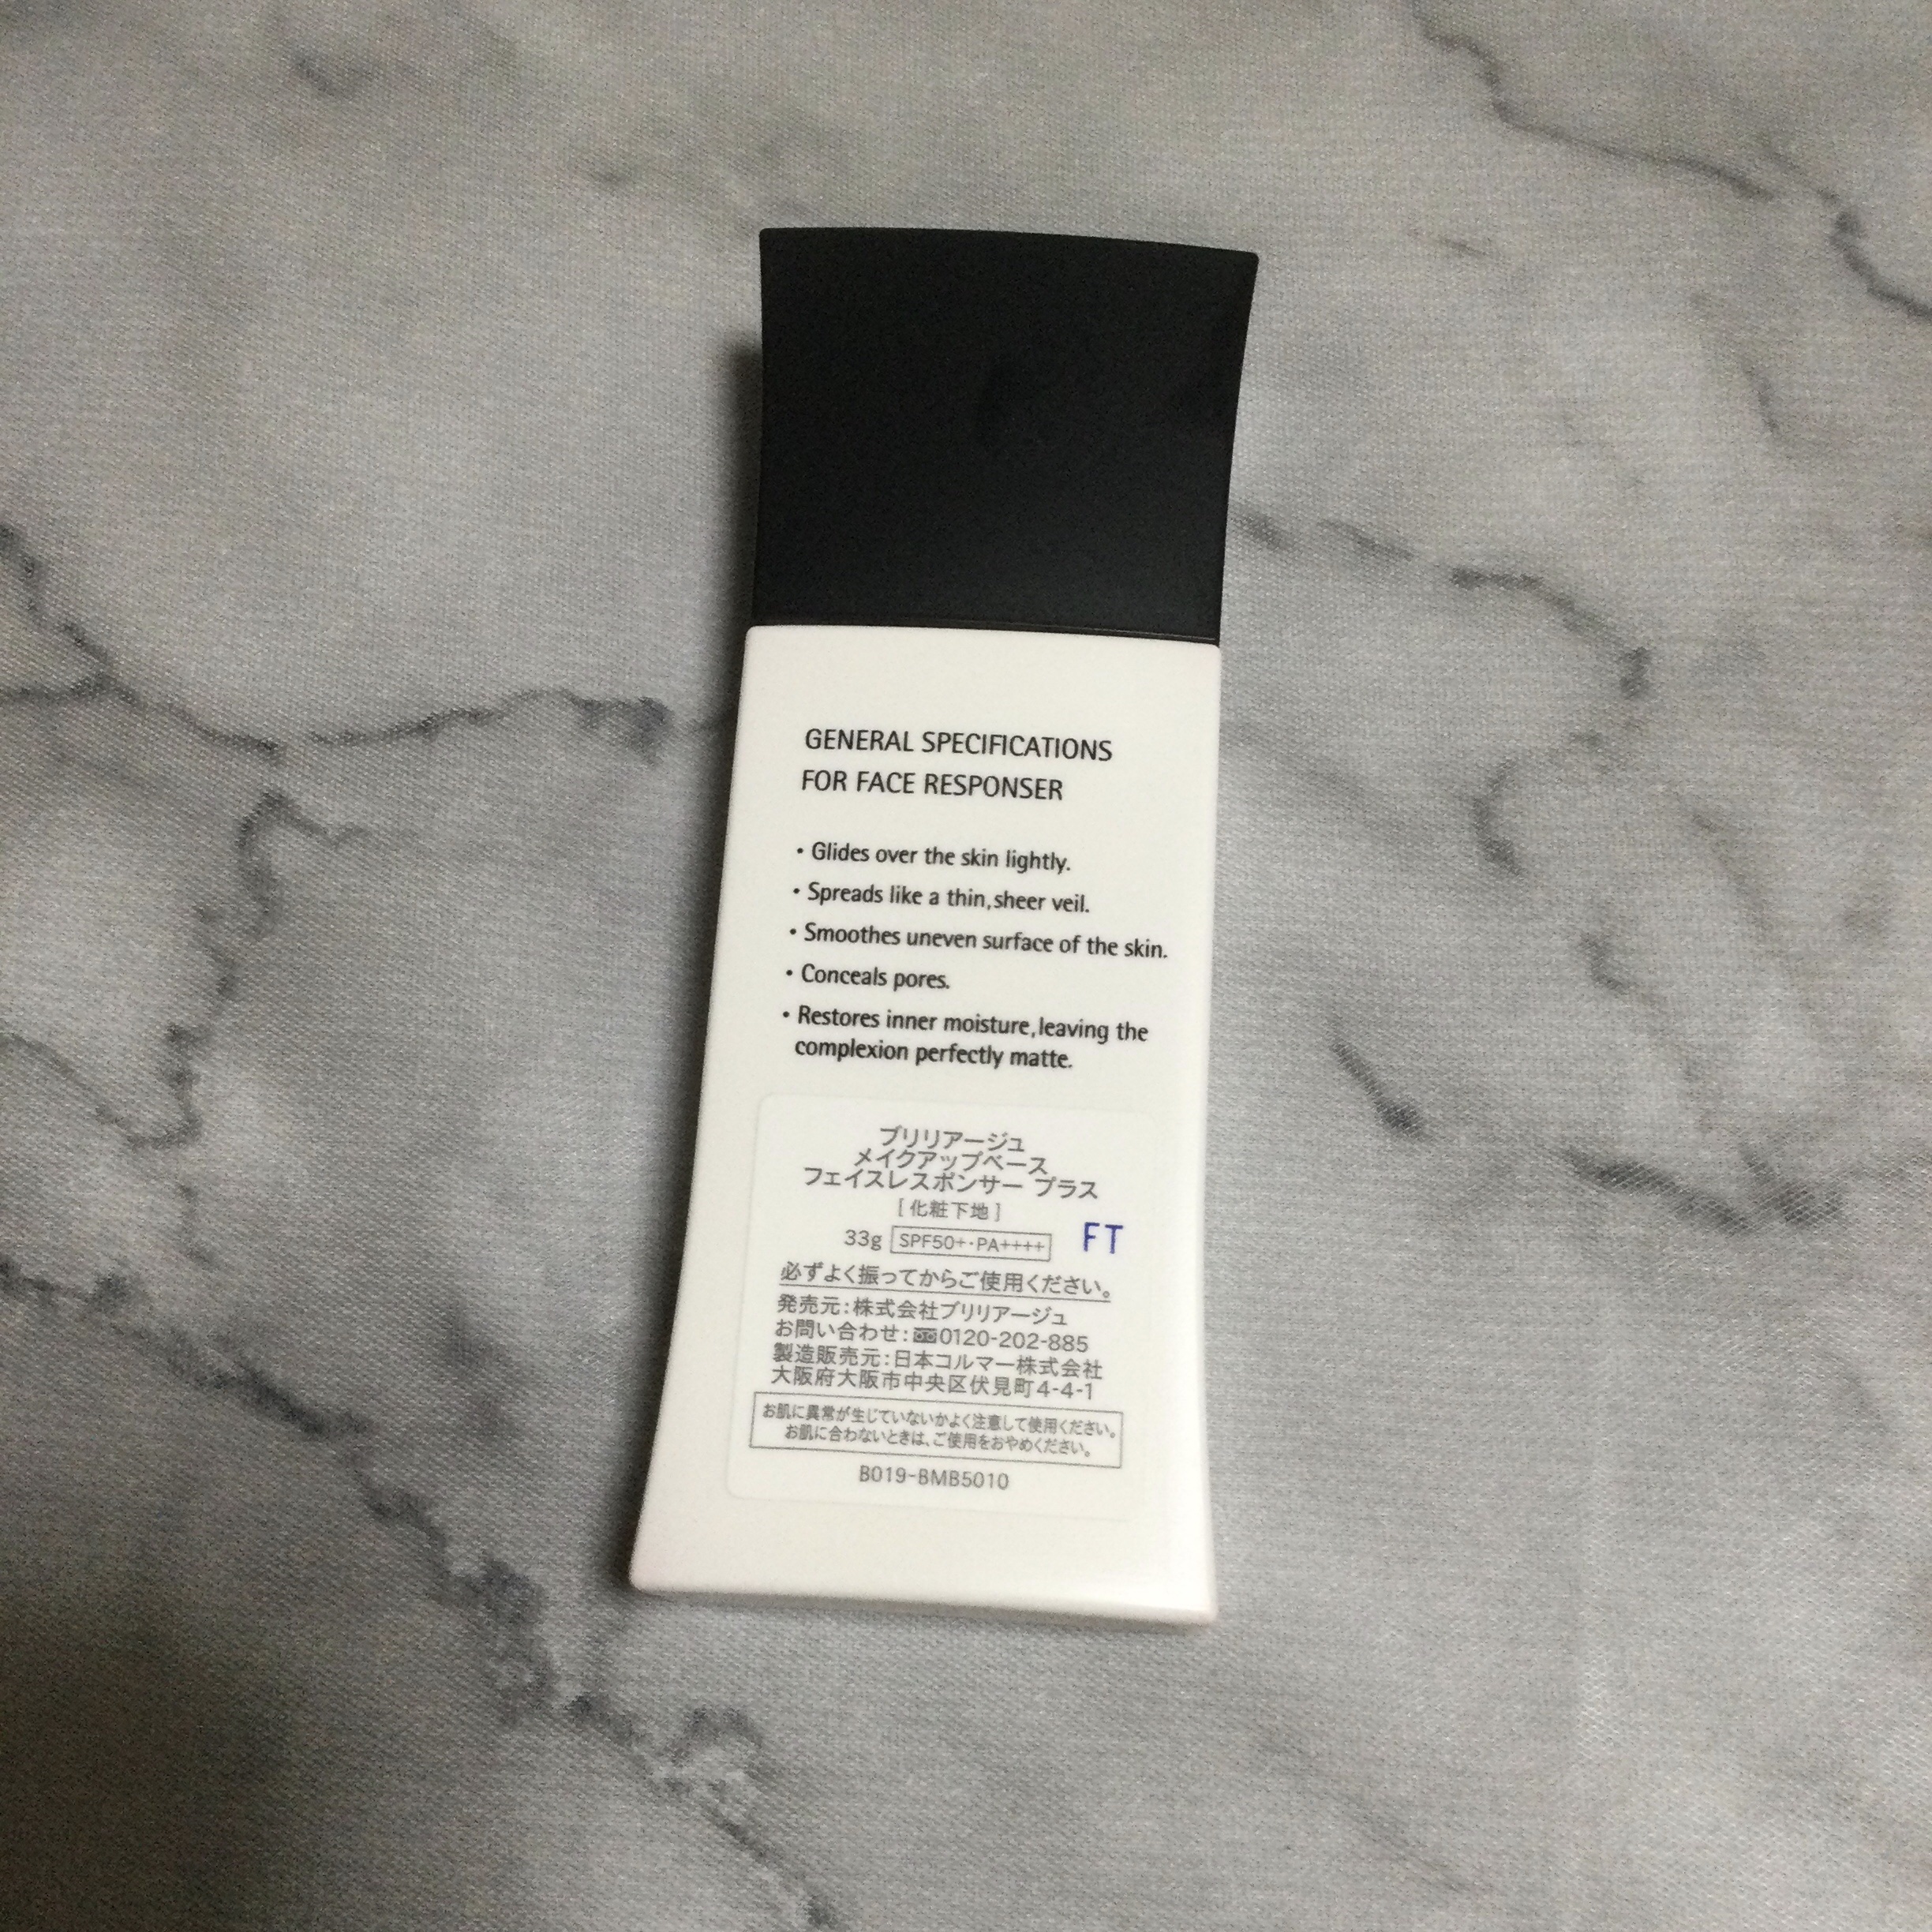 GENERAL SPECIFICATIONS
FOR FACE RESPONSER
・Glides over the skin lightly.
・Spreads like a thin,sheer veil.
・Smoothes uneven surface of the skin.
・Conceals pores.
・Restores inner moisture,leaving the
complexion perfectly matte.
ブリリアージュ
メイクアップベース
フェイスレスポンサー プラス
[ 化粧下地 ]
33g SPF50+・PA++++ FT
必ずよく振ってからご使用ください。
発売元:株式会社ブリリアージュ
お問い合わせ:0120-202-885
製造販売元:日本コルマー株式会社
大阪府大阪市中央区伏見町4-4-1
お肌に異常が生じていないかよく注意して使用ください。
お肌に合わないときは、ご使用をおやめください。
B019-BMB5010